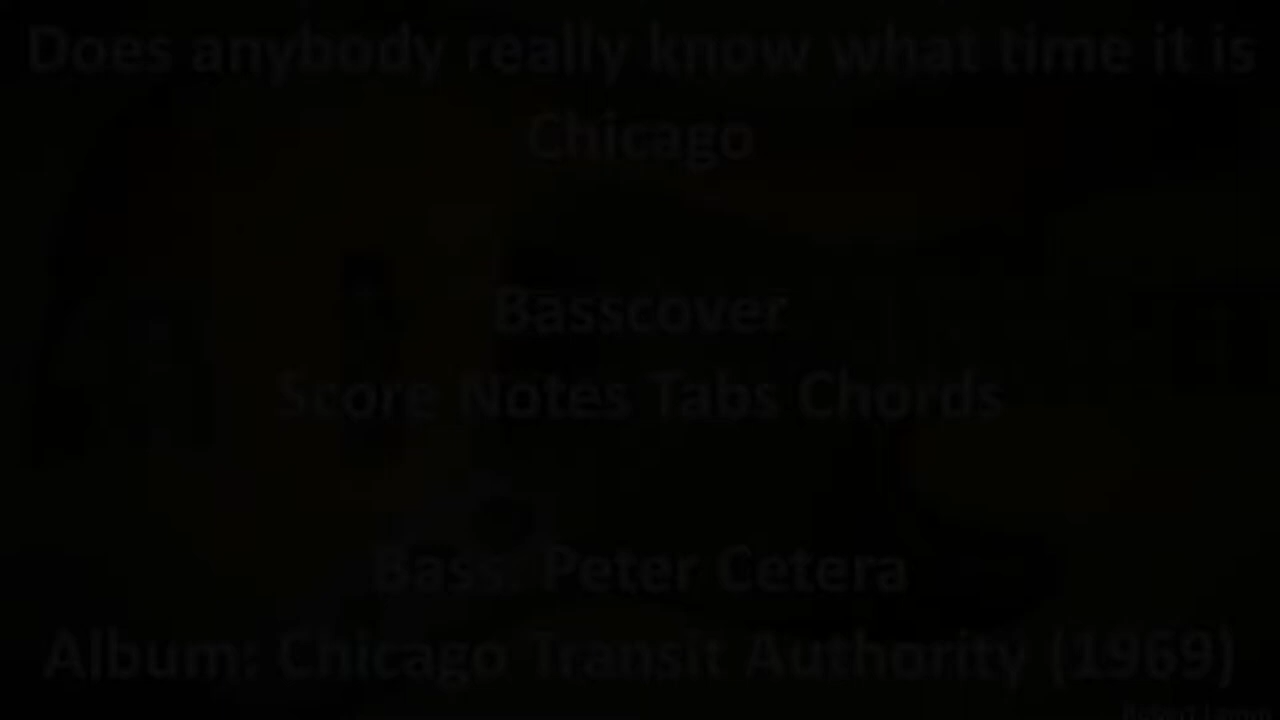 Does anybody really know what time it is
Chicago
Basscover
Score Notes Tabs Chords
Bass: Peter Cetera
Album: Chicago Transit Authority (1969)